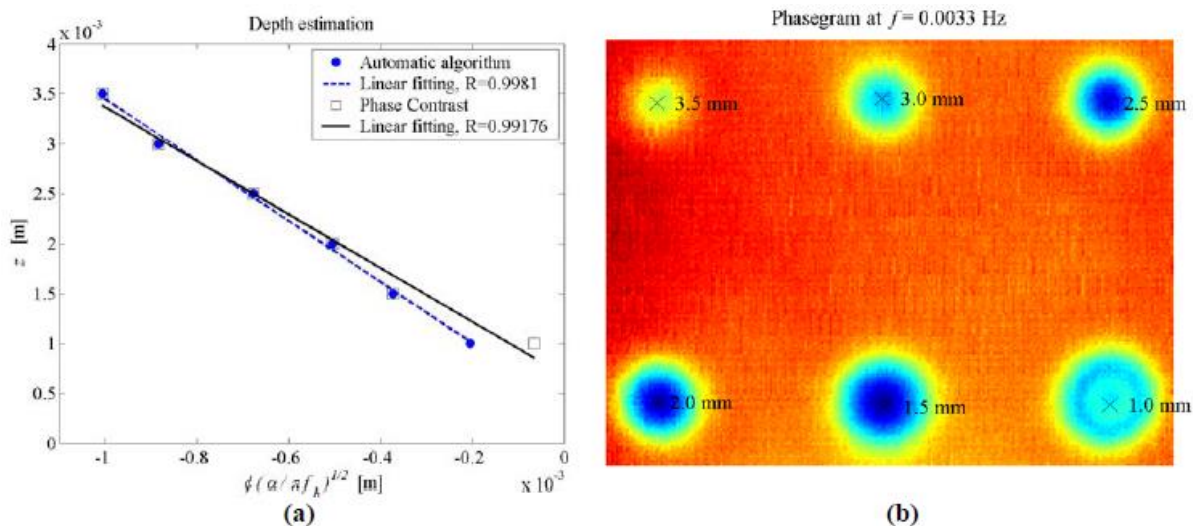 Depth estimation
x 10⁻³
4
3.5
3
2.5
2
1.5
1
0.5
0
z [m]
Automatic algorithm
Linear fitting, R=0.9981
Phase Contrast
Linear fitting, R=0.99176
-1
-0.8
-0.6
-0.4
-0.2
0
x 10⁻³
ϕ (α/πf_b)^1/2 [m]
(a)
Phasegram at f = 0.0033 Hz
3.5 mm
3.0 mm
2.5 mm
2.0 mm
1.5 mm
1.0 mm
(b)